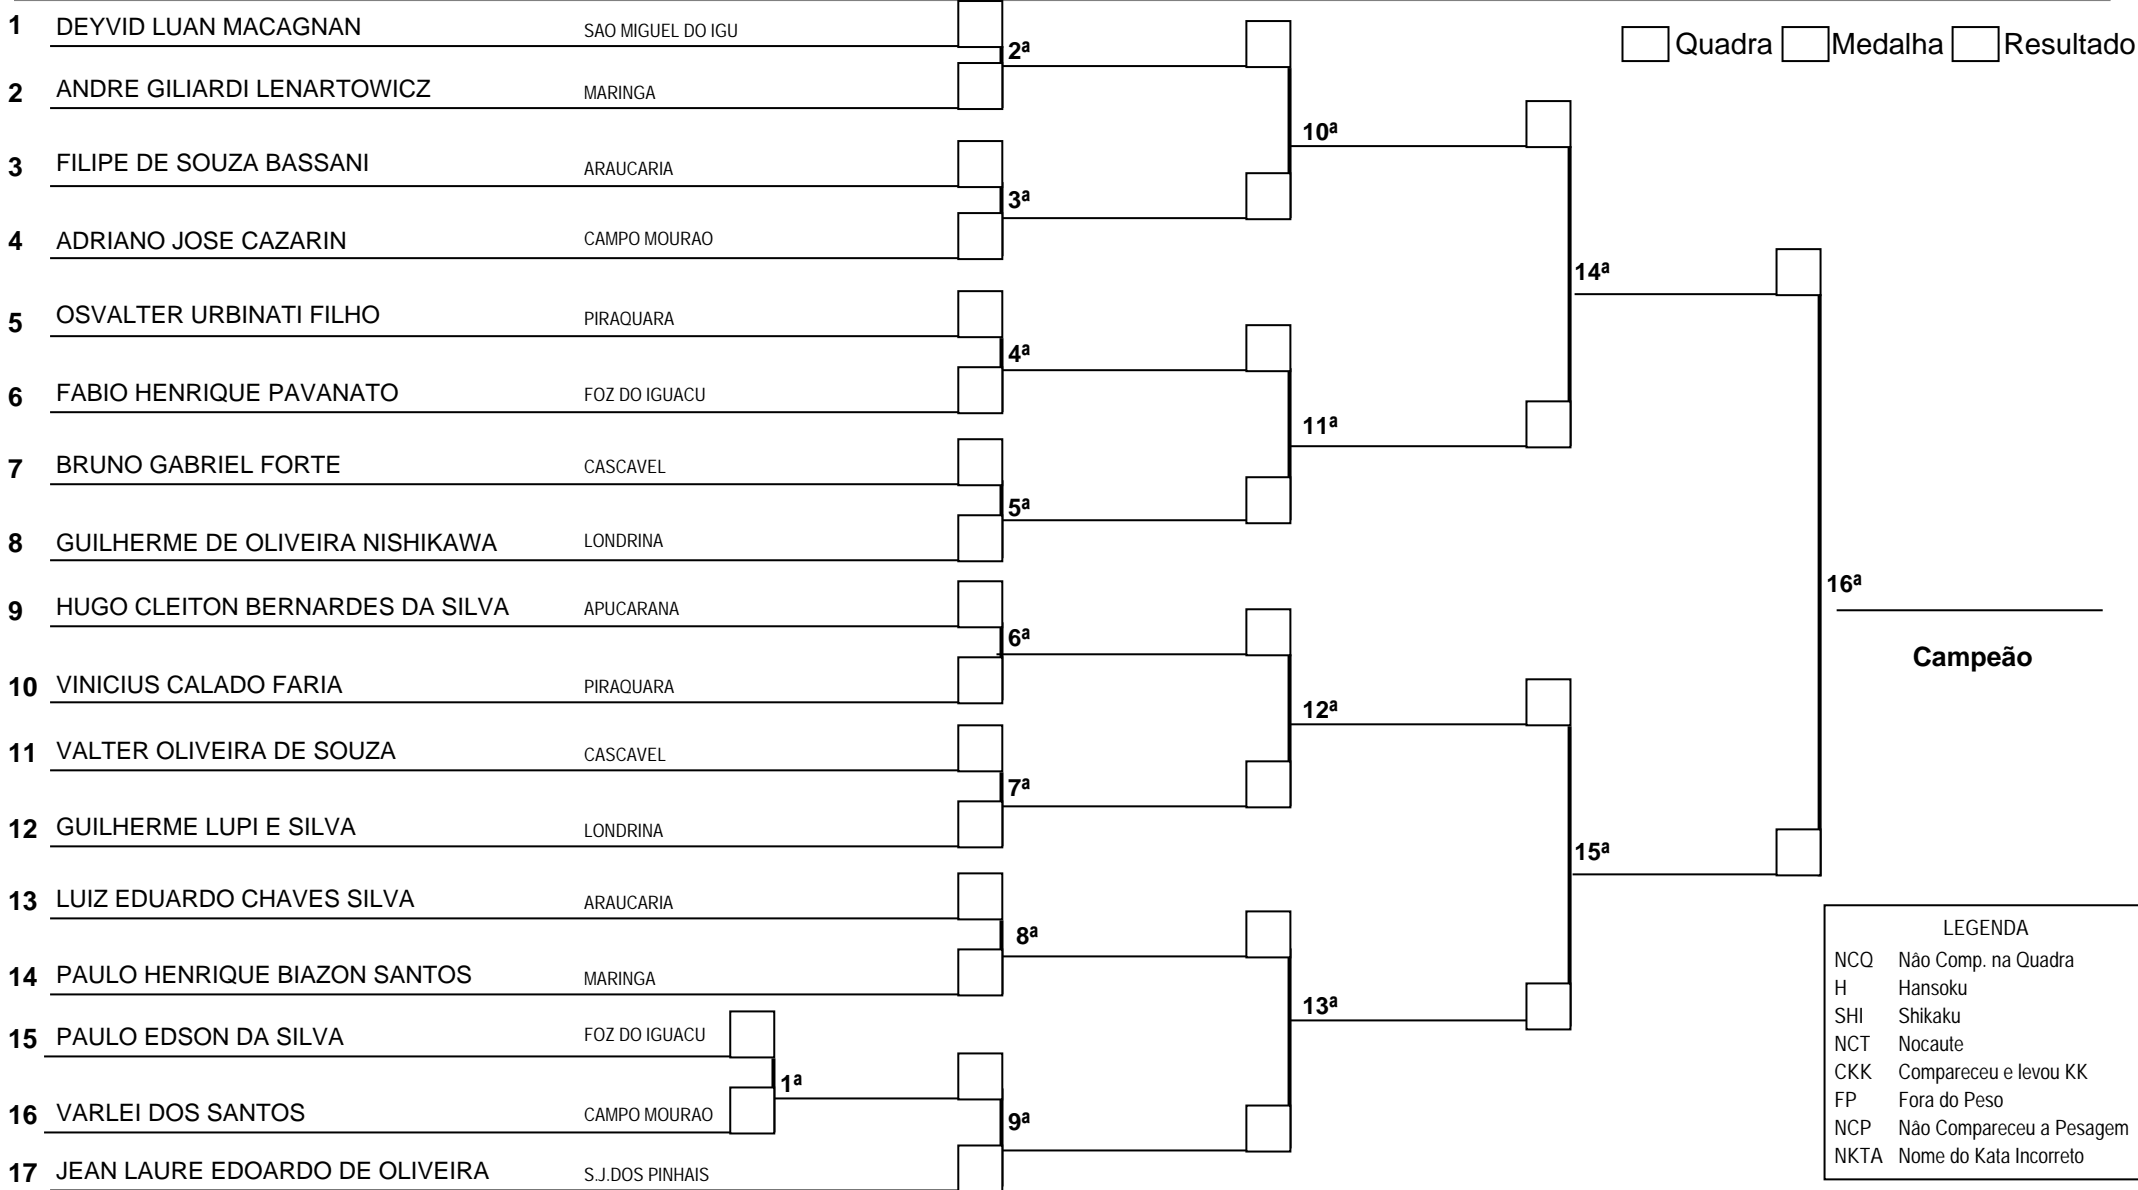 1 DEYVID LUAN MACAGNAN SAO MIGUEL DO IGU
Quadra Medalha Resultado
2ª
2 ANDRE GILIARDI LENARTOWICZ MARINGA
10ª
3 FILIPE DE SOUZA BASSANI ARAUCARIA
3ª
4 ADRIANO JOSE CAZARIN CAMPO MOURAO
14ª
5 OSVALTER URBINATI FILHO PIRAQUARA
4ª
6 FABIO HENRIQUE PAVANATO FOZ DO IGUACU
11ª
7 BRUNO GABRIEL FORTE CASCAVEL
5ª
8 GUILHERME DE OLIVEIRA NISHIKAWA LONDRINA
16ª
9 HUGO CLEITON BERNARDES DA SILVA APUCARANA
6ª
Campeão
10 VINICIUS CALADO FARIA PIRAQUARA
12ª
11 VALTER OLIVEIRA DE SOUZA CASCAVEL
7ª
12 GUILHERME LUPI E SILVA LONDRINA
15ª
13 LUIZ EDUARDO CHAVES SILVA ARAUCARIA
8ª
14 PAULO HENRIQUE BIAZON SANTOS MARINGA
13ª
15 PAULO EDSON DA SILVA FOZ DO IGUACU
1ª
16 VARLEI DOS SANTOS CAMPO MOURAO
9ª
17 JEAN LAURE EDOARDO DE OLIVEIRA S.J.DOS PINHAIS
LEGENDA
NCQ Não Comp. na Quadra
H Hansoku
SHI Shikaku
NCT Nocaute
CKK Compareceu e levou KK
FP Fora do Peso
NCP Não Compareceu a Pesagem
NKTA Nome do Kata Incorreto